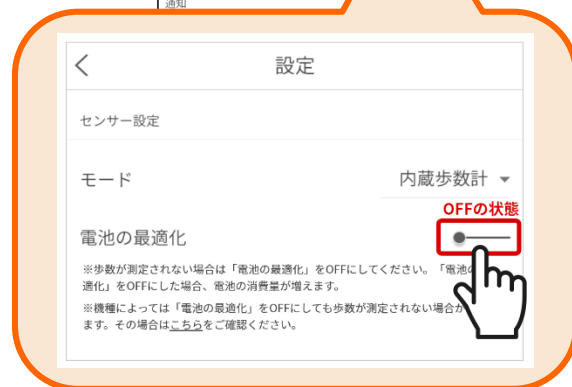 通知
設定
センサー設定
モード
内蔵歩数計
OFFの状態
電池の最適化
※歩数が測定されない場合は「電池の最適化」をOFFにしてください。「電池の
適化」をOFFにした場合、電池の消費量が増えます。
※機種によっては「電池の最適化」をOFFにしても歩数が測定されない場合が
ます。その場合はこちらをご確認ください。